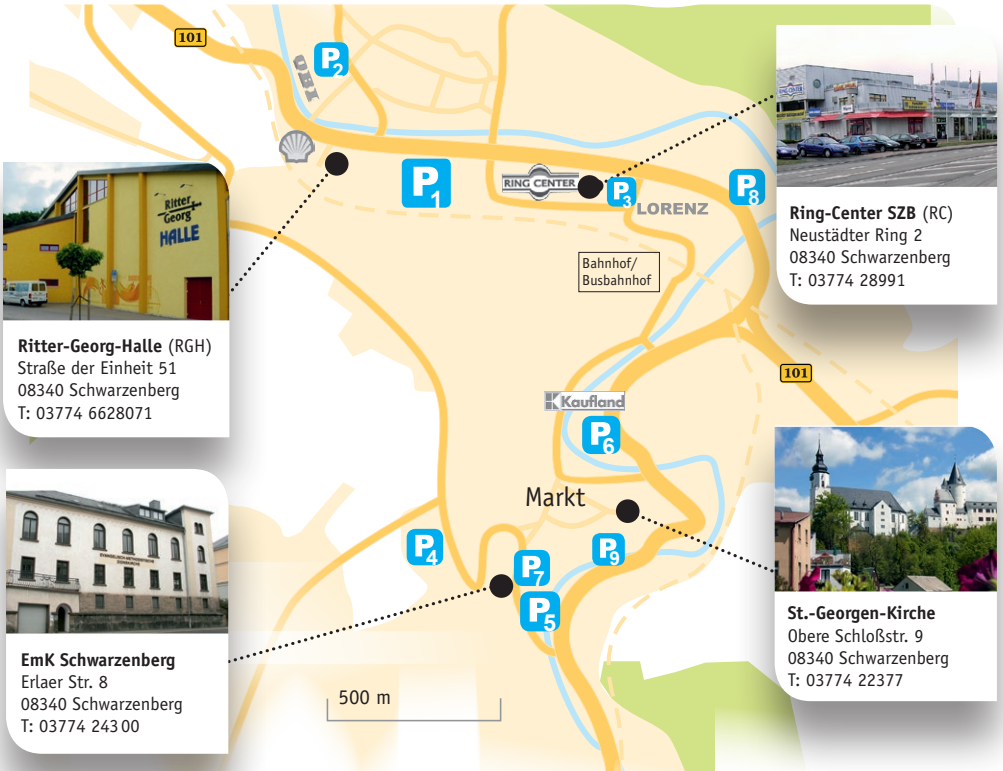 101
OBI
P2
P1
RING CENTER
P3
LORENZ
P8
Bahnhof/
Busbahnhof
101
Kaufland
P6
Markt
P4
P9
P7
P5
500 m
Ritter
Georg
HALLE
Ritter-Georg-Halle (RGH)
Straße der Einheit 51
08340 Schwarzenberg
T: 03774 6628071
RING CENTER
Ring-Center SZB (RC)
Neustädter Ring 2
08340 Schwarzenberg
T: 03774 28991
EmK Schwarzenberg
Erlaer Str. 8
08340 Schwarzenberg
T: 03774 24300
St.-Georgen-Kirche
Obere Schloßstr. 9
08340 Schwarzenberg
T: 03774 22377